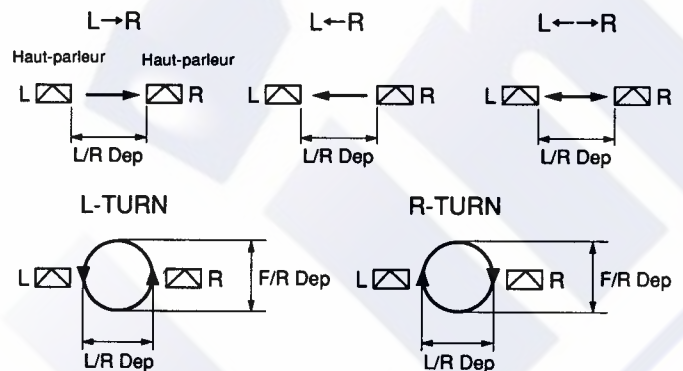 L→R L←R L←→R
Haut-parleur Haut-parleur
L R L R L R
L/R Dep L/R Dep L/R Dep
L-TURN R-TURN
L R F/R Dep L R F/R Dep
L/R Dep L/R Dep